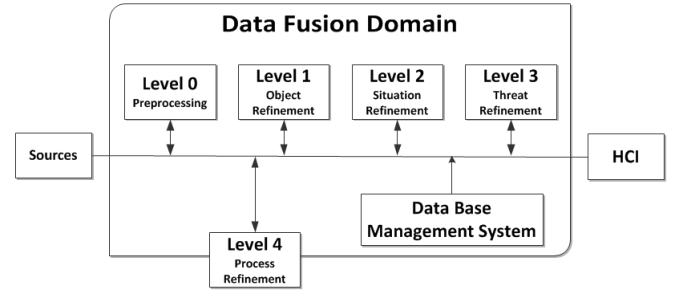 Data Fusion Domain
Level 0
Preprocessing
Level 1
Object
Refinement
Level 2
Situation
Refinement
Level 3
Threat
Refinement
Sources
HCI
Data Base
Management System
Level 4
Process
Refinement